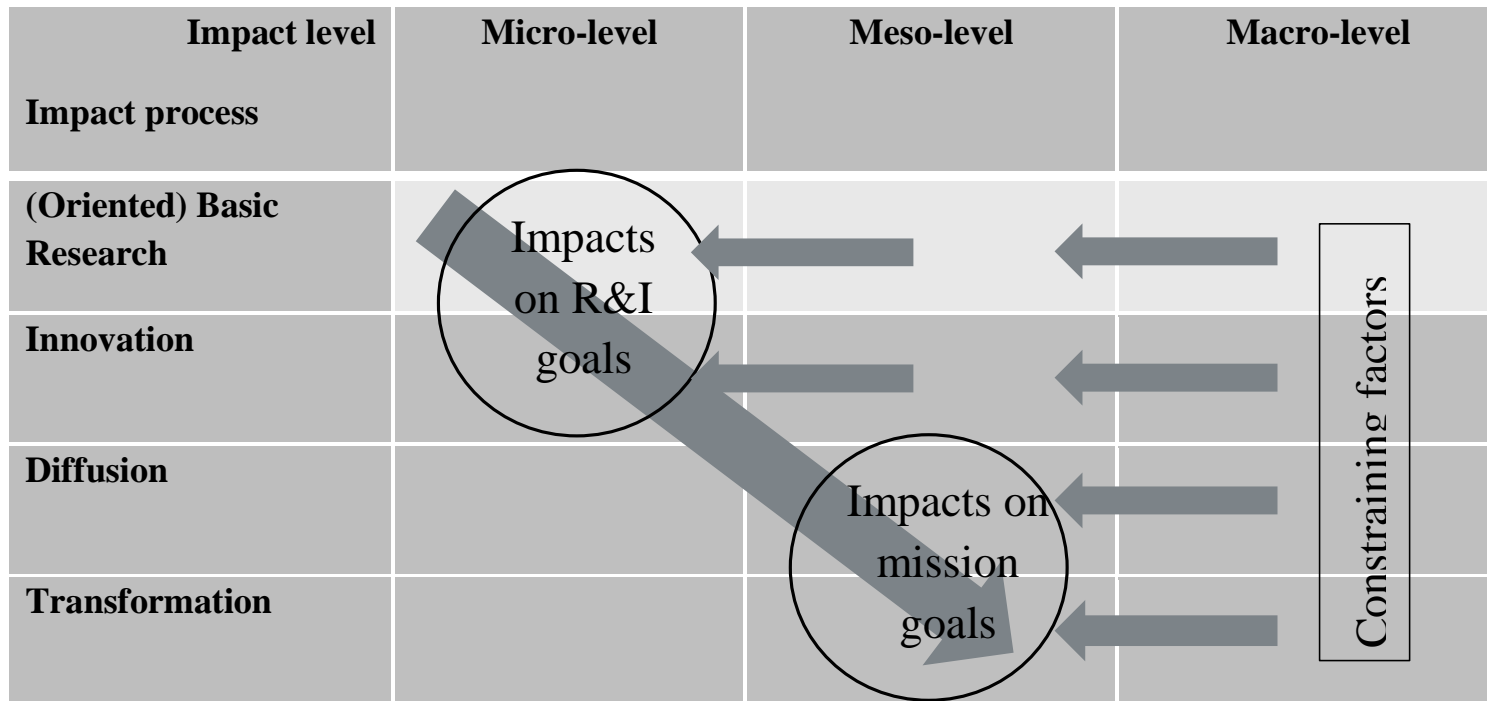 Impact level
Micro-level
Meso-level
Macro-level
Impact process
(Oriented) Basic
Research
Impacts
on R&I
goals
Innovation
Diffusion
Impacts on
mission
goals
Transformation
Constraining factors